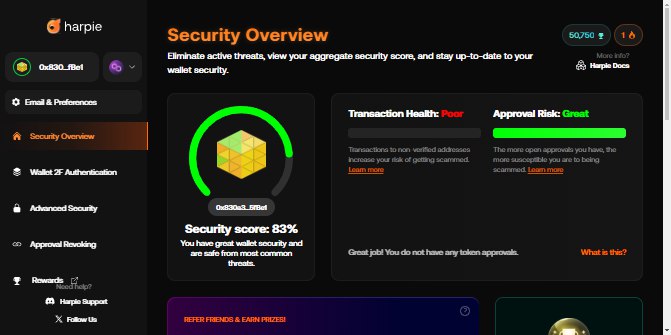 harpie
0x830...fBe1
Email & Preferences
Security Overview
Wallet 2F Authentication
Advanced Security
Approval Revoking
Rewards
Need help?
Harpie Support
Follow Us
Security Overview
Eliminate active threats, view your aggregate security score, and stay up-to-date to your
wallet security.
50,750
1
More info?
Harpie Docs
0x830a3...5fBe1
Security score: 83%
You have great wallet security and
are safe from most common
threats.
Transaction Health: Poor
Transactions to non-verified addresses
increase your risk of getting scammed.
Learn more
Approval Risk: Great
The more open approvals you have, the
more susceptible you are to being
scammed. Learn more
Great job! You do not have any token approvals.
What is this?
REFER FRIENDS & EARN PRIZES!